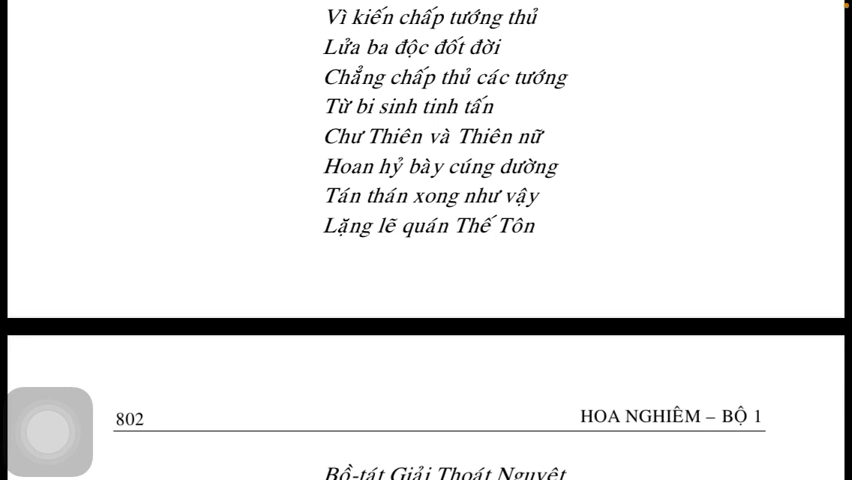 Vì kiến chấp tướng thủ
Lửa ba độc đốt đời
Chẳng chấp thủ các tướng
Từ bi sinh tinh tấn
Chư Thiên và Thiên nữ
Hoan hỷ bày cúng dường
Tán thán xong như vậy
Lặng lẽ quán Thế Tôn
802
HOA NGHIÊM – BỘ 1
Bồ-tát Giải Thoát Nguyệt